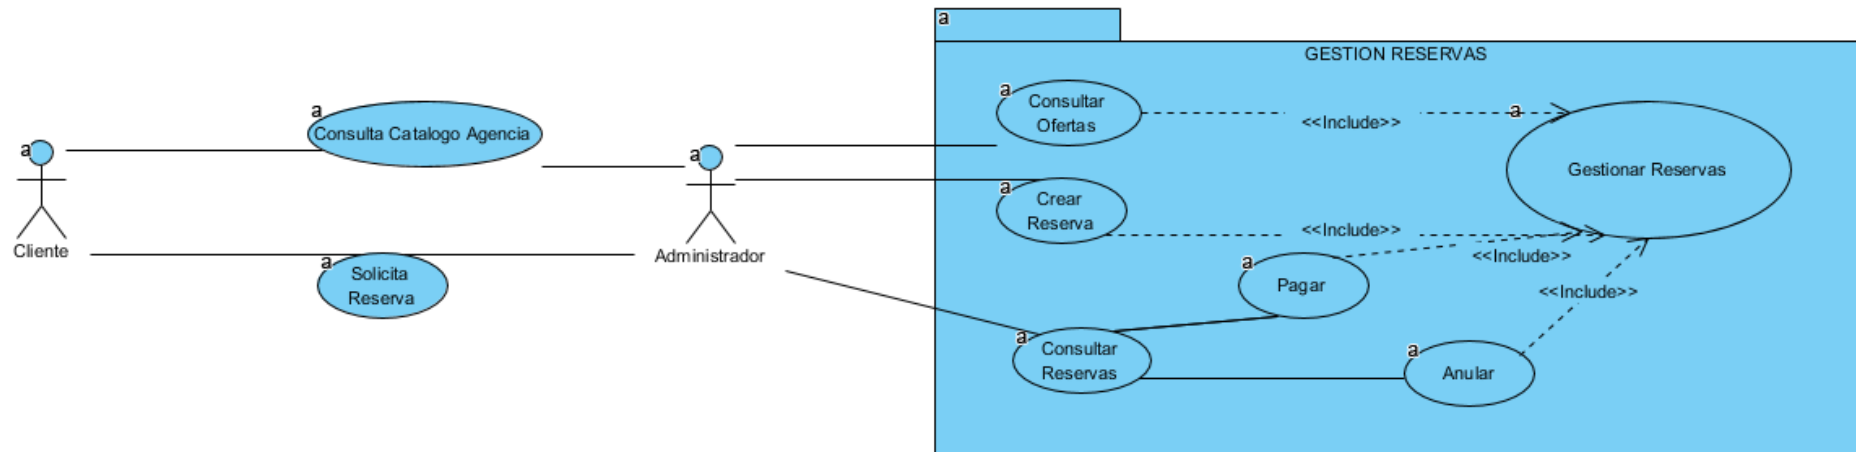 a
GESTION RESERVAS
a
Consultar
Ofertas
<<Include>>
a
Gestionar Reservas
a
Consulta Catalogo Agencia
a
Cliente
a
Administrador
a
Crear
Reserva
<<Include>>
<<Include>>
a
Solicita
Reserva
a
Pagar
<<Include>>
a
Consultar
Reservas
a
Anular